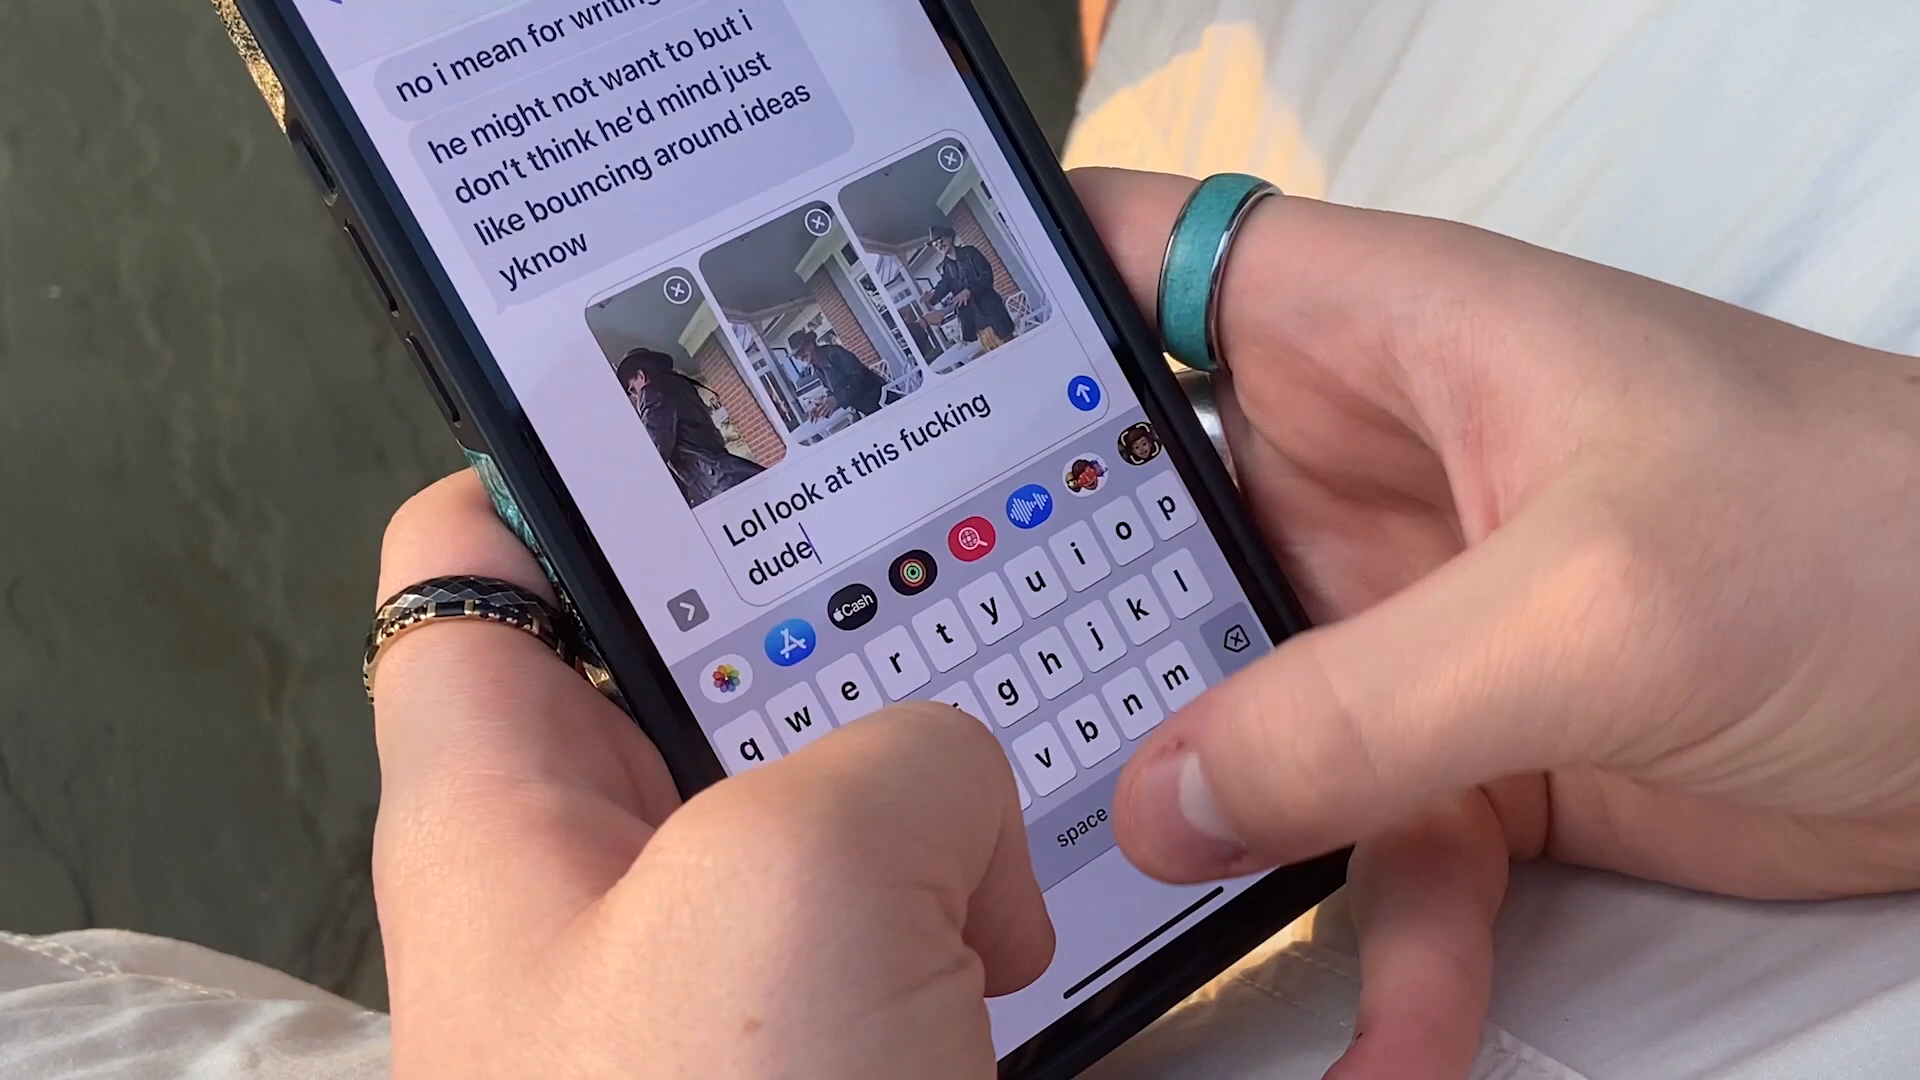 no i mean for writing
he might not want to but i
don't think he'd mind just
like bouncing around ideas
yknow
Lol look at this fucking
dude
Cash
q w e r t y u i o p
g h j k l
v b n m
space